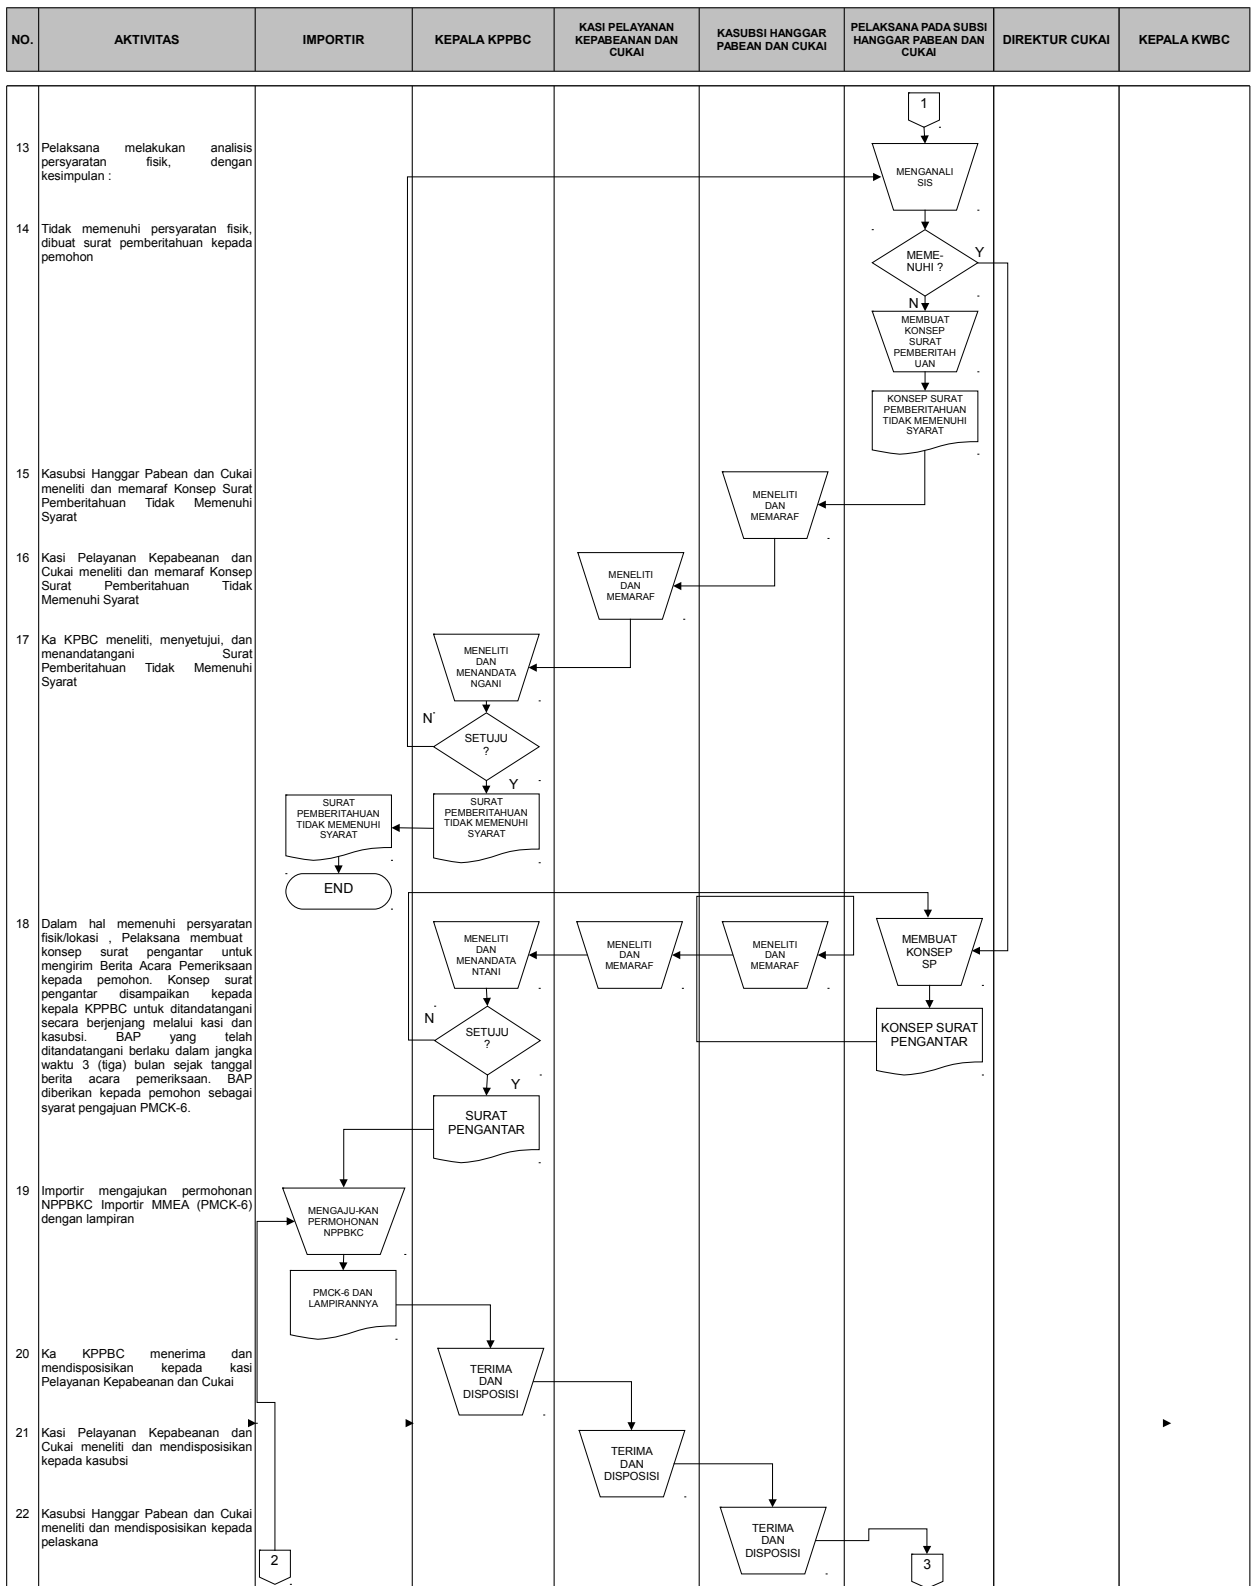 NO.
AKTIVITAS
IMPORTIR
KEPALA KPPBC
KASI PELAYANAN
KEPABEANAN DAN
CUKAI
KASUBSI HANGGAR
PABEAN DAN CUKAI
PELAKSANA PADA SUBSI
HANGGAR PABEAN DAN
CUKAI
DIREKTUR CUKAI
KEPALA KWBC
1
13
Pelaksana melakukan analisis
persyaratan fisik, dengan
kesimpulan :
MENGANALI
SIS
14
Tidak memenuhi persyaratan fisik,
dibuat surat pemberitahuan kepada
pemohon
MEME-
NUHI ?
Y
N
MEMBUAT
KONSEP
SURAT
PEMBERITAH
UAN
KONSEP SURAT
PEMBERITAHUAN
TIDAK MEMENUHI
SYARAT
15
Kasubsi Hanggar Pabean dan Cukai
meneliti dan memaraf Konsep Surat
Pemberitahuan Tidak Memenuhi
Syarat
MENELITI
DAN
MEMARAF
16
Kasi Pelayanan Kepabeanan dan
Cukai meneliti dan memaraf Konsep
Surat Pemberitahuan Tidak
Memenuhi Syarat
MENELITI
DAN
MEMARAF
17
Ka KPBC meneliti, menyetujui, dan
menandatangani Surat
Pemberitahuan Tidak Memenuhi
Syarat
MENELITI
DAN
MENANDATA
NGANI
N
SETUJU
?
Y
SURAT
PEMBERITAHUAN
TIDAK MEMENUHI
SYARAT
SURAT
PEMBERITAHUAN
TIDAK MEMENUHI
SYARAT
END
18
Dalam hal memenuhi persyaratan
fisik/lokasi , Pelaksana membuat
konsep surat pengantar untuk
mengirim Berita Acara Pemeriksaan
kepada pemohon. Konsep surat
pengantar disampaikan kepada
kepala KPPBC untuk ditandatangani
secara berjenjang melalui kasi dan
kasubsi. BAP yang telah
ditandatangani berlaku dalam jangka
waktu 3 (tiga) bulan sejak tanggal
berita acara pemeriksaan. BAP
diberikan kepada pemohon sebagai
syarat pengajuan PMCK-6.
MENELITI
DAN
MENANDATA
NTANI
MENELITI
DAN
MEMARAF
MENELITI
DAN
MEMARAF
MEMBUAT
KONSEP
SP
N
SETUJU
?
Y
KONSEP SURAT
PENGANTAR
SURAT
PENGANTAR
19
Importir mengajukan permohonan
NPPBKC Importir MMEA (PMCK-6)
dengan lampiran
MENGAJU-KAN
PERMOHONAN
NPPBKC
PMCK-6 DAN
LAMPIRANNYA
20
Ka KPPBC menerima dan
mendisposisikan kepada kasi
Pelayanan Kepabeanan dan Cukai
TERIMA
DAN
DISPOSISI
21
Kasi Pelayanan Kepabeanan dan
Cukai meneliti dan mendisposisikan
kepada kasubsi
TERIMA
DAN
DISPOSISI
22
Kasubsi Hanggar Pabean dan Cukai
meneliti dan mendisposisikan kepada
pelaskana
TERIMA
DAN
DISPOSISI
2
3